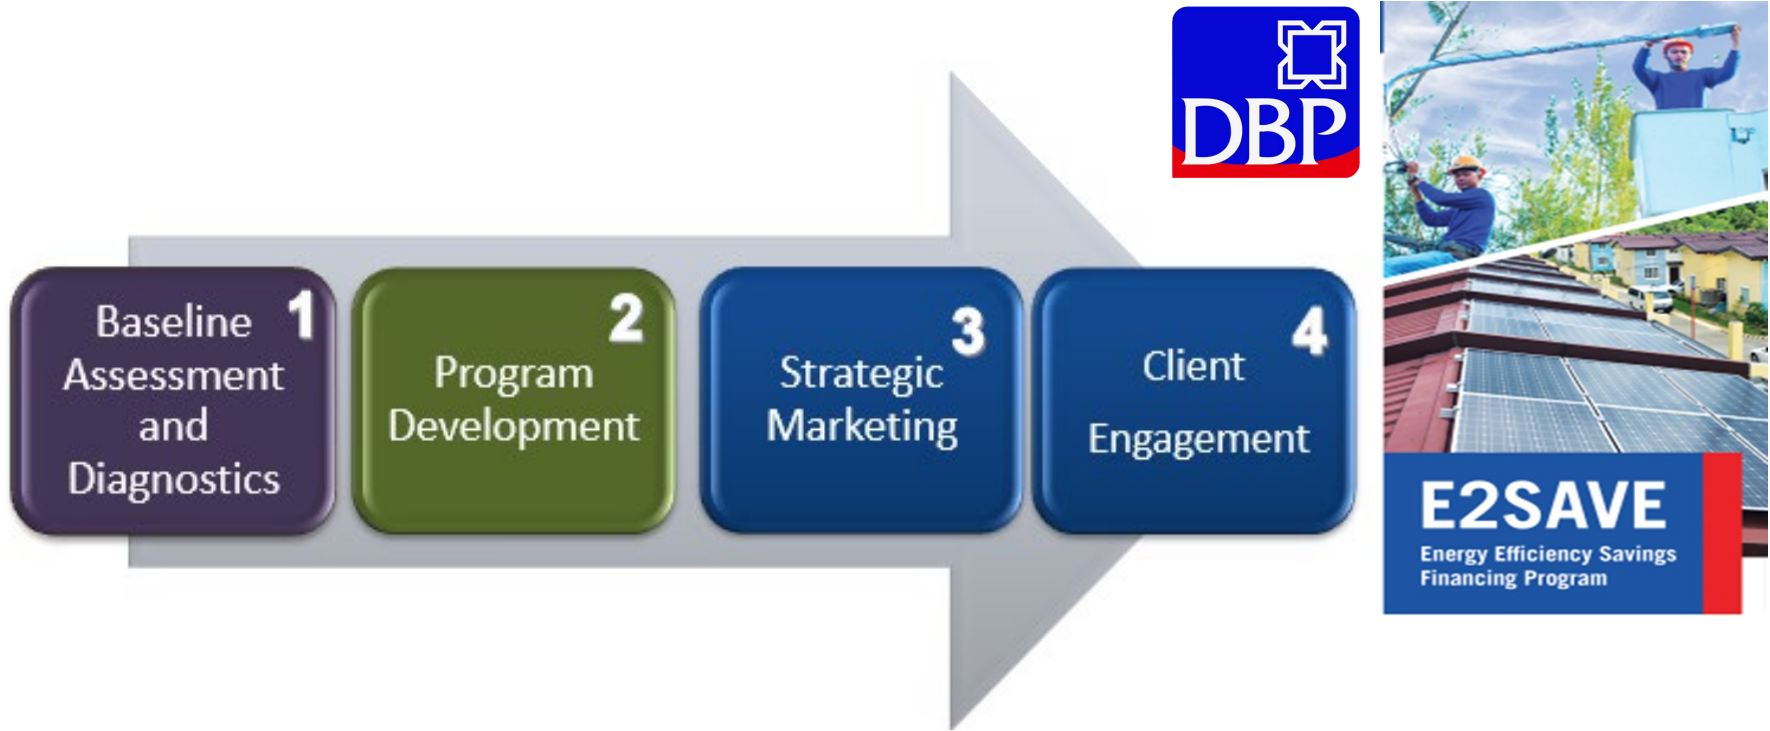 DBP
1
Baseline
Assessment
and
Diagnostics
2
Program
Development
3
Strategic
Marketing
4
Client
Engagement
E2SAVE
Energy Efficiency Savings
Financing Program